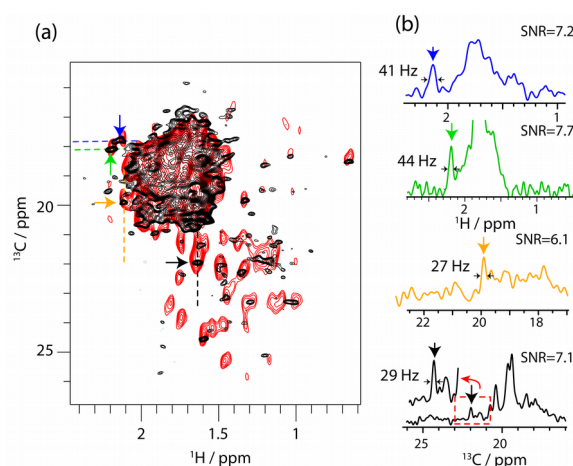 (a)
20
25
¹³C / ppm
2
1.5
1
¹H / ppm
(b)
SNR=7.2
41 Hz
2
1
SNR=7.7
44 Hz
2
1
¹H / ppm
SNR=6.1
27 Hz
22
20
18
SNR=7.1
29 Hz
25
20
16
¹³C / ppm